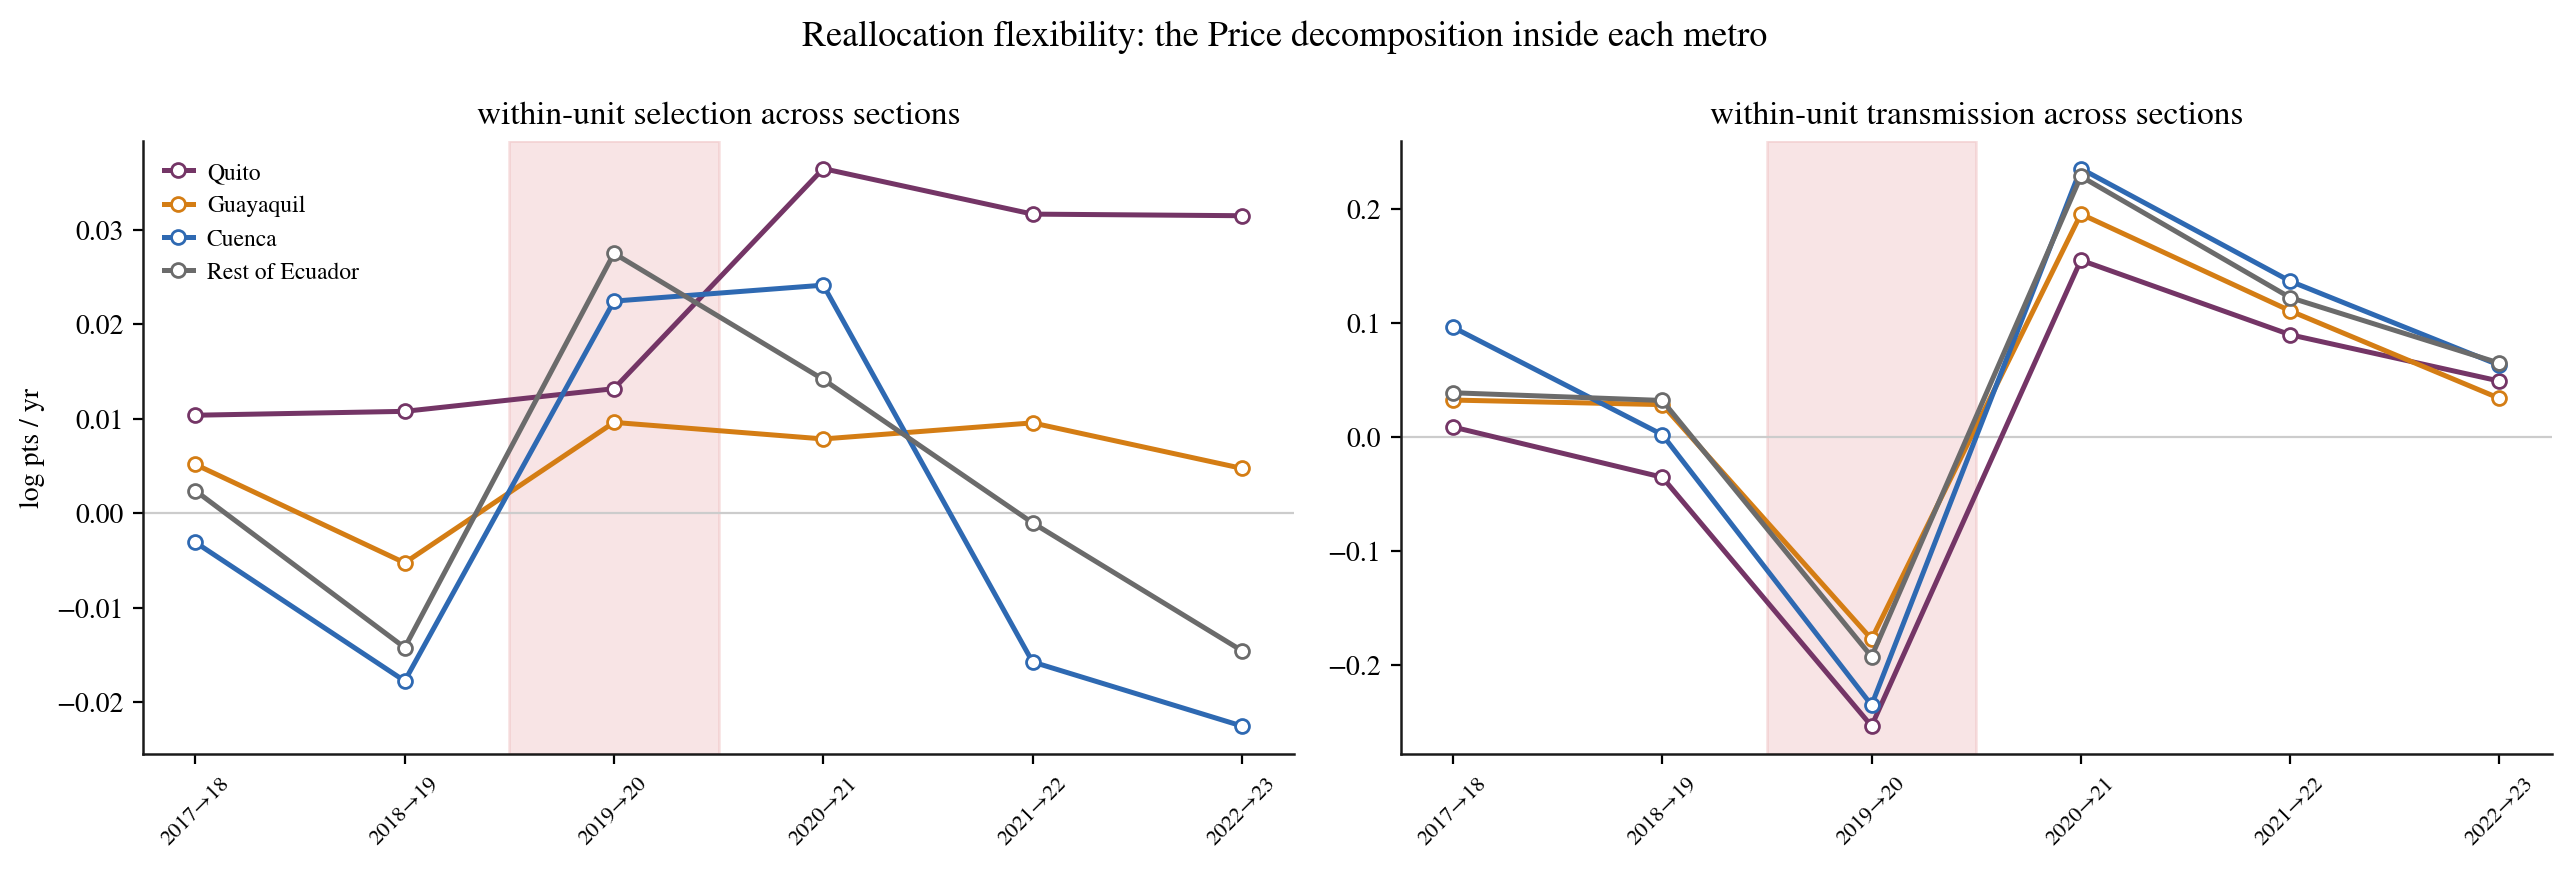 Reallocation flexibility: the Price decomposition inside each metro
within-unit selection across sections
Quito
Guayaquil
Cuenca
Rest of Ecuador
log pts / yr
0.03
0.02
0.01
0.00
−0.01
−0.02
2017→18
2018→19
2019→20
2020→21
2021→22
2022→23
within-unit transmission across sections
0.2
0.1
0.0
−0.1
−0.2
2017→18
2018→19
2019→20
2020→21
2021→22
2022→23